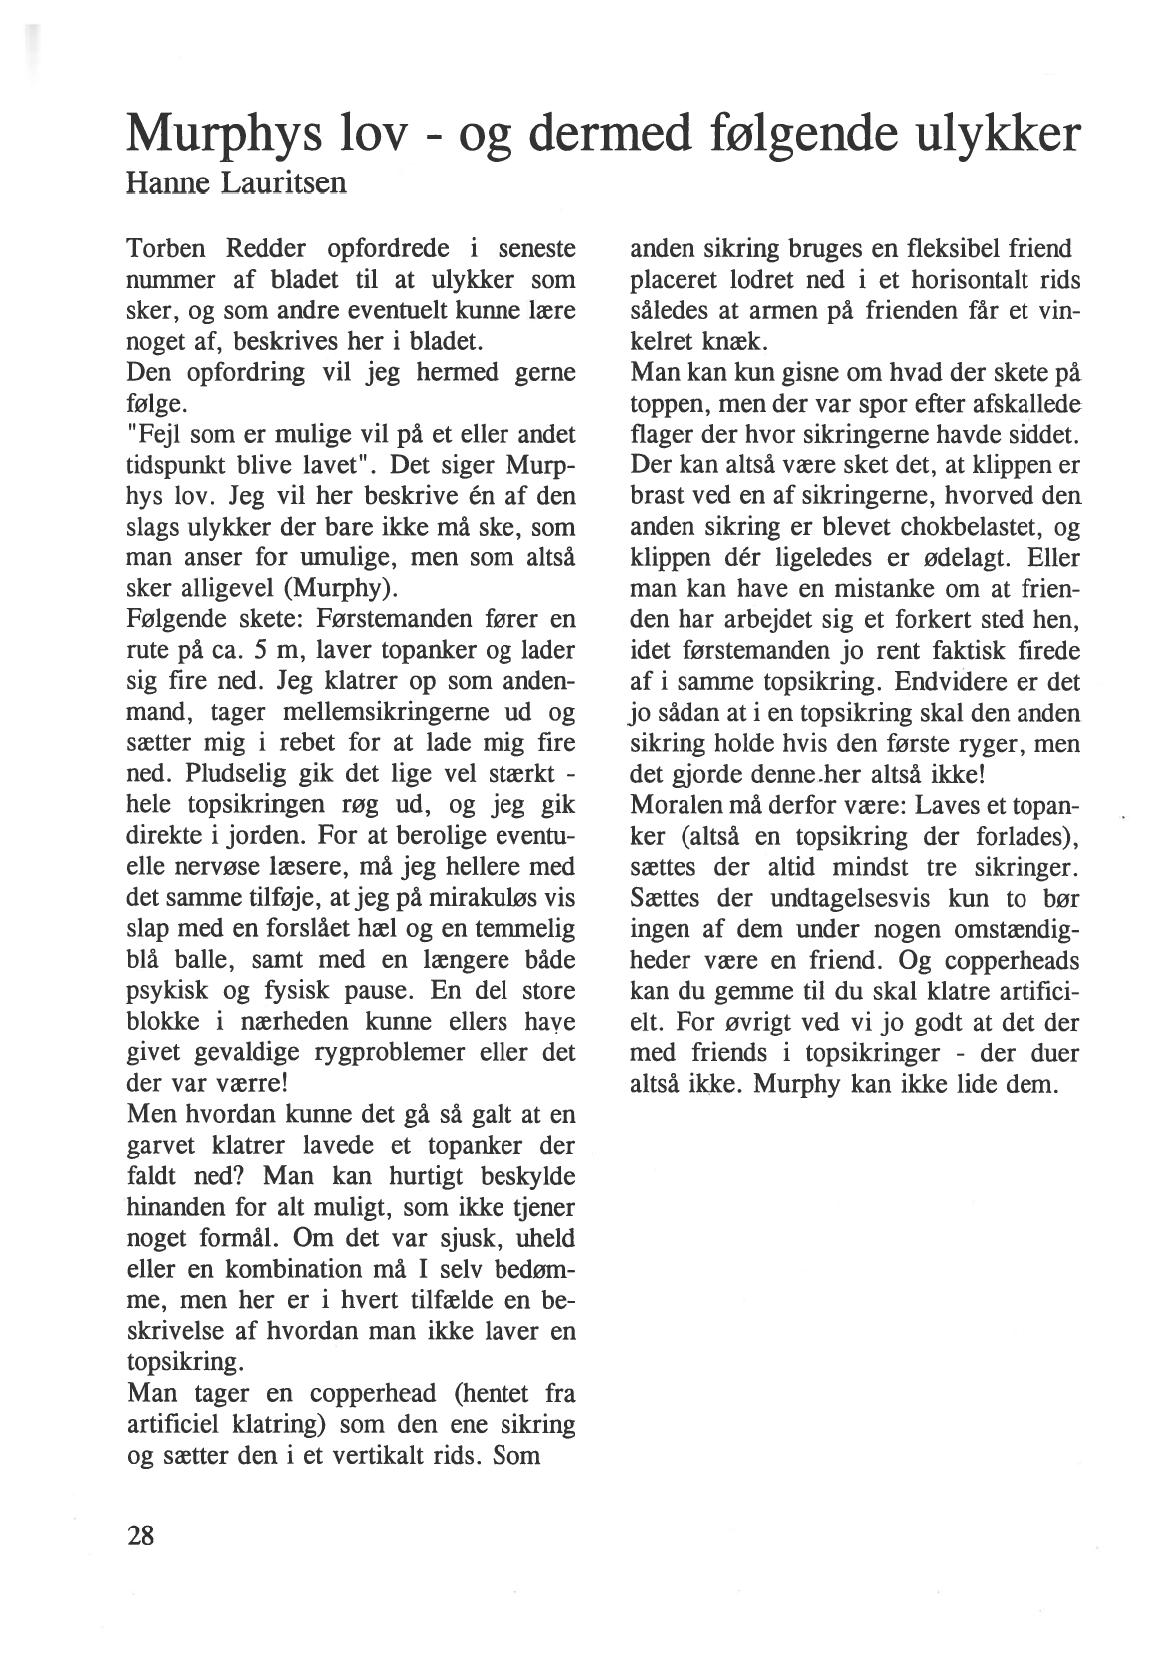 Murphys lov - og dermed følgende ulykker
Hanne Lauritsen
Torben Redder opfordrede i seneste
nummer af bladet til at ulykker som
sker, og som andre eventuelt kunne lære
noget af, beskrives her i bladet.
Den opfordring vil jeg hermed gerne
følge.
"Fejl som er mulige vil på et eller andet
tidspunkt blive lavet". Det siger Murp-
hys lov. Jeg vil her beskrive én af den
slags ulykker der bare ikke må ske, som
man anser for umulige, men som altså
sker alligevel (Murphy).
Følgende skete: Førstemanden fører en
rute på ca. 5 m, laver topanker og lader
sig fire ned. Jeg klatrer op som anden-
mand, tager mellemsikringerne ud og
sætter mig i rebet for at lade mig fire
ned. Pludselig gik det lige vel stærkt -
hele topsikringen røg ud, og jeg gik
direkte i jorden. For at berolige eventu-
elle nervøse læsere, må jeg hellere med
det samme tilføje, at jeg på mirakuløs vis
slap med en forslået hæl og en temmelig
blå balle, samt med en længere både
psykisk og fysisk pause. En del store
blokke i nærheden kunne ellers have
givet gevaldige rygproblemer eller det
der var værre!
Men hvordan kunne det gå så galt at en
garvet klatrer lavede et topanker der
faldt ned? Man kan hurtigt beskylde
hinanden for alt muligt, som ikke tjener
noget formål. Om det var sjusk, uheld
eller en kombination må I selv bedøm-
me, men her er i hvert tilfælde en be-
skrivelse af hvordan man ikke laver en
topsikring.
Man tager en copperhead (hentet fra
artificiel klatring) som den ene sikring
og sætter den i et vertikalt rids. Som
anden sikring bruges en fleksibel friend
placeret lodret ned i et horisontalt rids
således at armen på frienden får et vin-
kelret knæk.
Man kan kun gisne om hvad der skete på
toppen, men der var spor efter afskallede
flager der hvor sikringerne havde siddet.
Der kan altså være sket det, at klippen er
brast ved en af sikringerne, hvorved den
anden sikring er blevet chokbelastet, og
klippen dér ligeledes er ødelagt. Eller
man kan have en mistanke om at frien-
den har arbejdet sig et forkert sted hen,
idet førstemanden jo rent faktisk firede
af i samme topsikring. Endvidere er det
jo sådan at i en topsikring skal den anden
sikring holde hvis den første ryger, men
det gjorde denne her altså ikke!
Moralen må derfor være: Laves et topan-
ker (altså en topsikring der forlades),
sættes der altid mindst tre sikringer.
Sættes der undtagelsesvis kun to bør
ingen af dem under nogen omstændig-
heder være en friend. Og copperheads
kan du gemme til du skal klatre artifici-
elt. For øvrigt ved vi jo godt at det der
med friends i topsikringer - der duer
altså ikke. Murphy kan ikke lide dem.
28